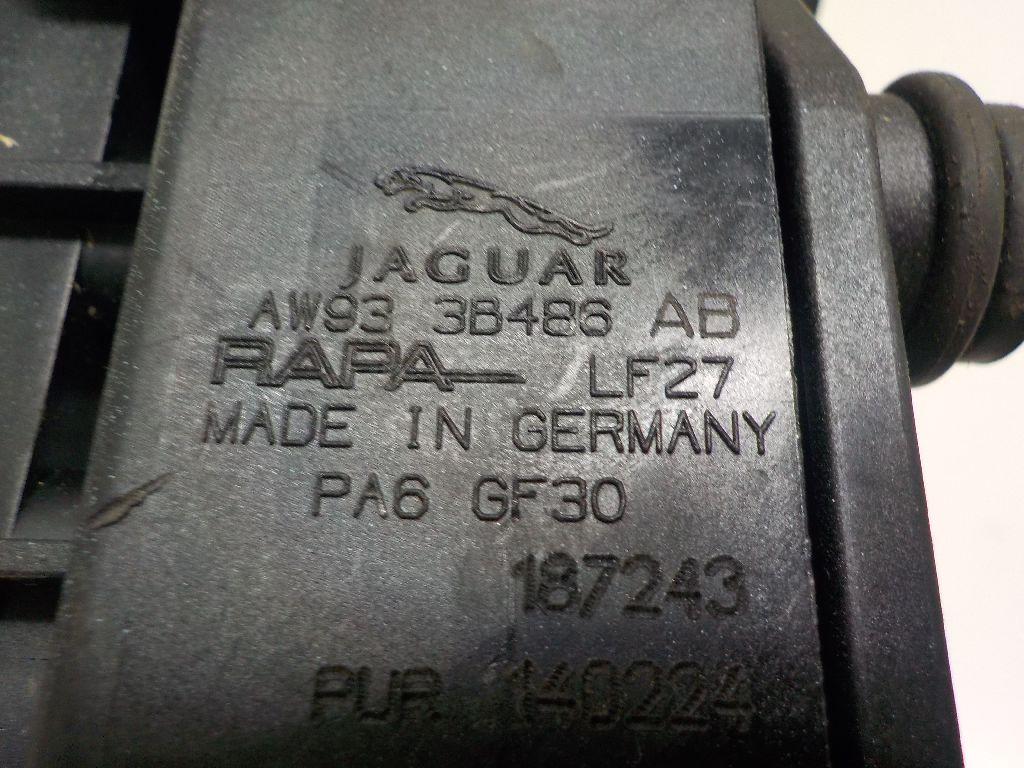 JAGUAR
AW93 3B486 AB
RAPA LF27
MADE IN GERMANY
PA6 GF30
187243
PUR 140224